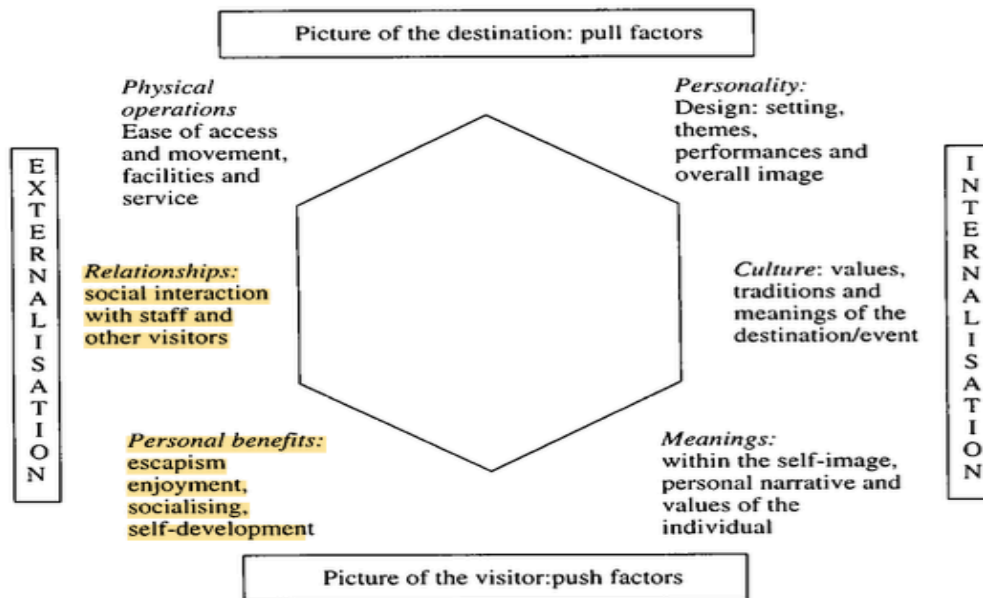 Picture of the destination: pull factors
Physical
operations
Ease of access
and movement,
facilities and
service
Personality:
Design: setting,
themes,
performances and
overall image
EXTERNALISATION
INTERNALISATION
Relationships:
social interaction
with staff and
other visitors
Culture: values,
traditions and
meanings of the
destination/event
Personal benefits:
escapism
enjoyment,
socialising,
self-development
Meanings:
within the self-image,
personal narrative and
values of the
individual
Picture of the visitor:push factors